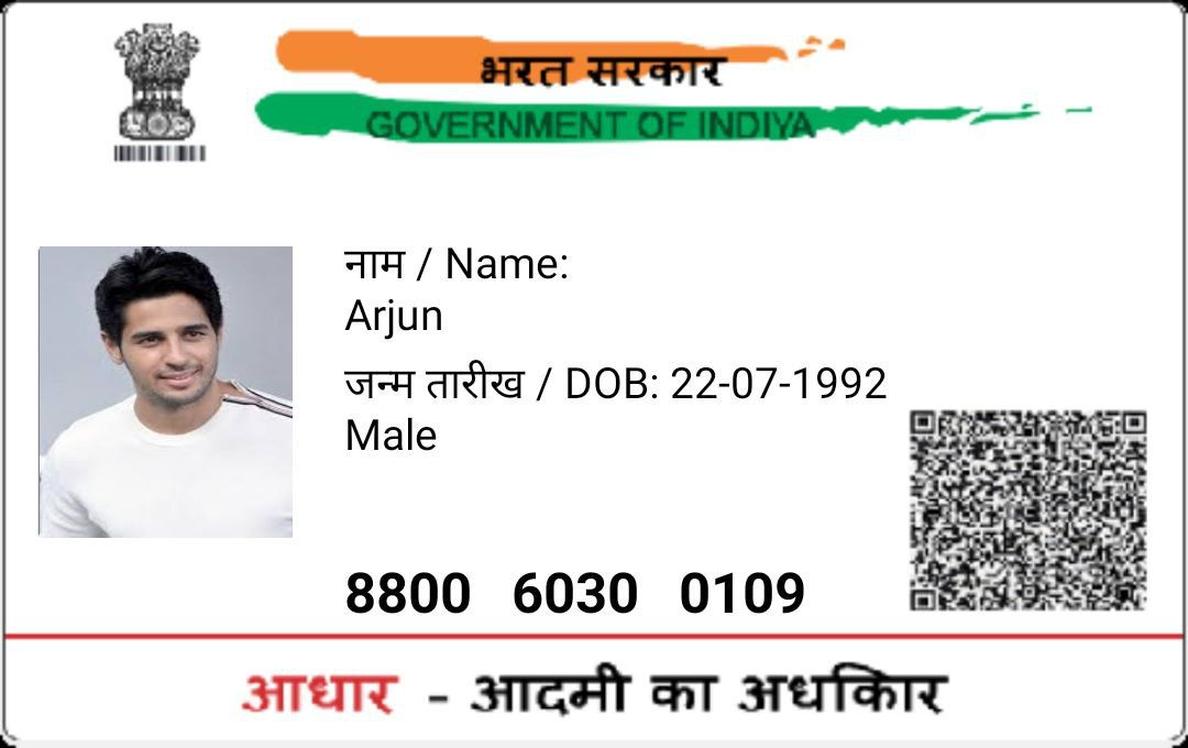 भरत सरकार
GOVERNMENT OF INDIYA
नाम / Name:
Arjun
जन्म तारीख / DOB: 22-07-1992
Male
8800 6030 0109
आधार - आदमी का अधकिार